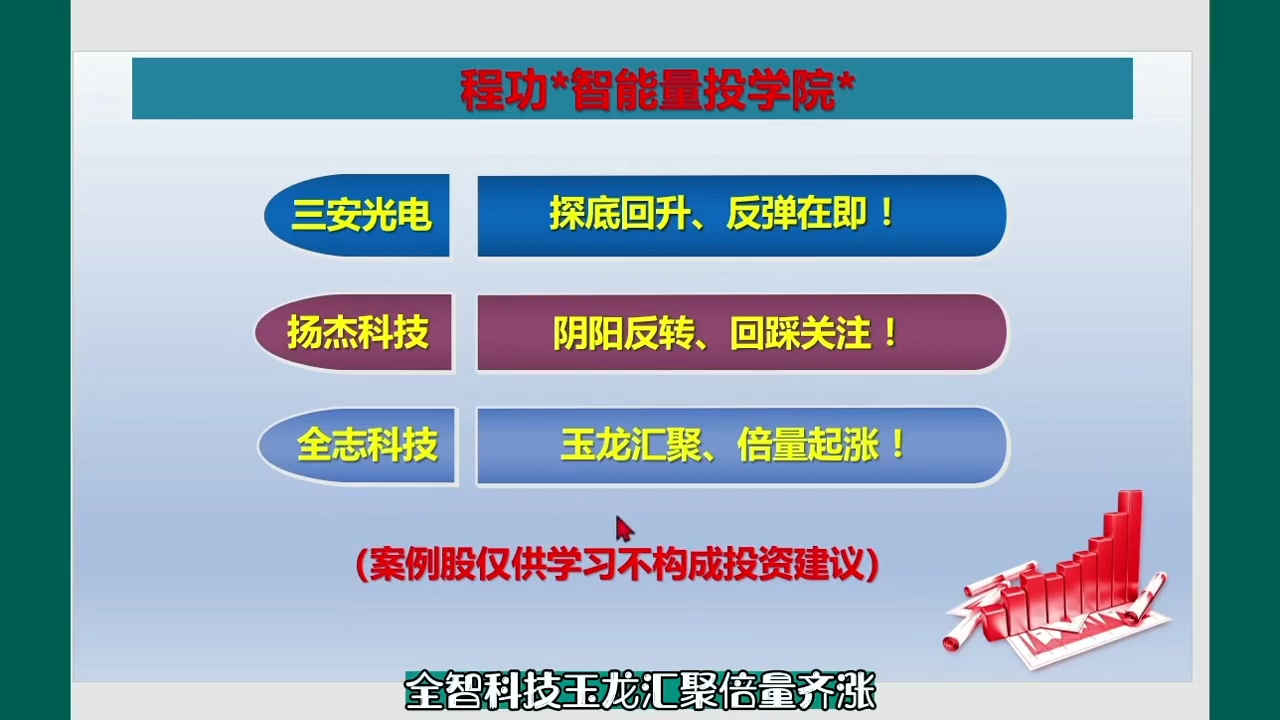 程功*智能量投学院*
三安光电 探底回升、反弹在即！
扬杰科技 阴阳反转、回踩关注！
全志科技 玉龙汇聚、倍量起涨！
(案例股仅供学习不构成投资建议)
全智科技玉龙汇聚倍量齐涨